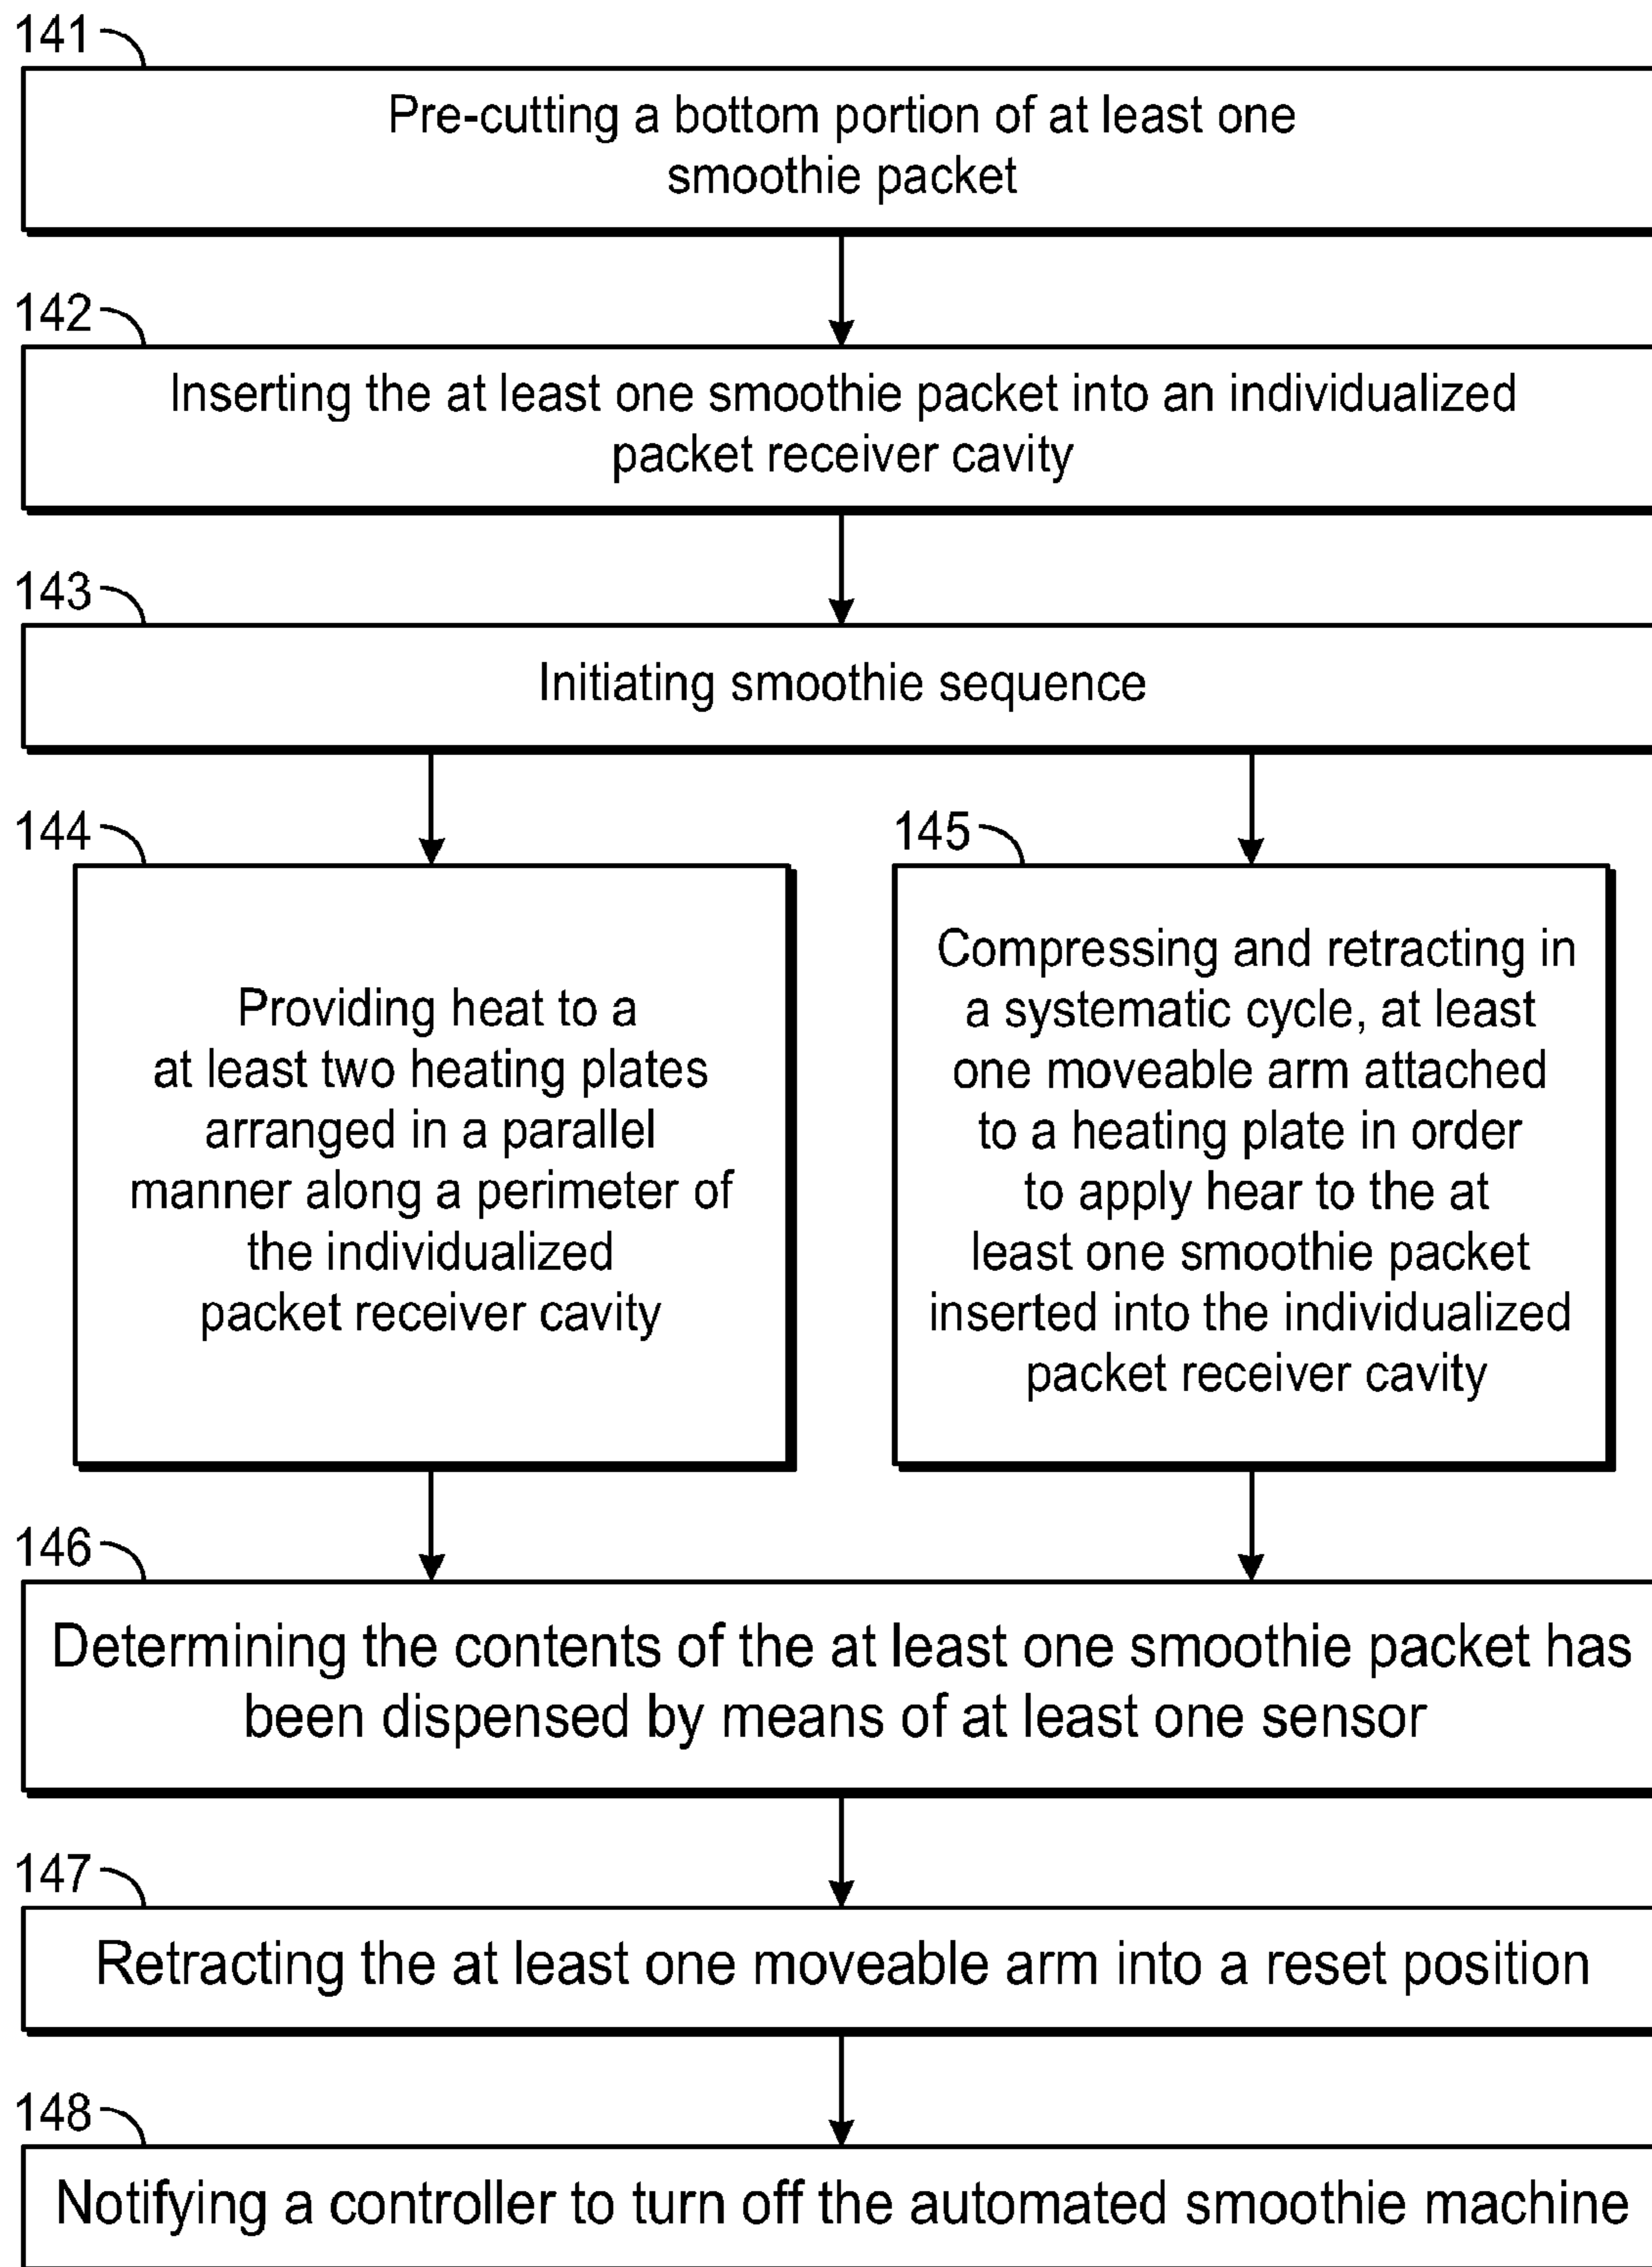 141
Pre-cutting a bottom portion of at least one
smoothie packet
142
Inserting the at least one smoothie packet into an individualized
packet receiver cavity
143
Initiating smoothie sequence
144
Providing heat to a
at least two heating plates
arranged in a parallel
manner along a perimeter of
the individualized
packet receiver cavity
145
Compressing and retracting in
a systematic cycle, at least
one moveable arm attached
to a heating plate in order
to apply hear to the at
least one smoothie packet
inserted into the individualized
packet receiver cavity
146
Determining the contents of the at least one smoothie packet has
been dispensed by means of at least one sensor
147
Retracting the at least one moveable arm into a reset position
148
Notifying a controller to turn off the automated smoothie machine